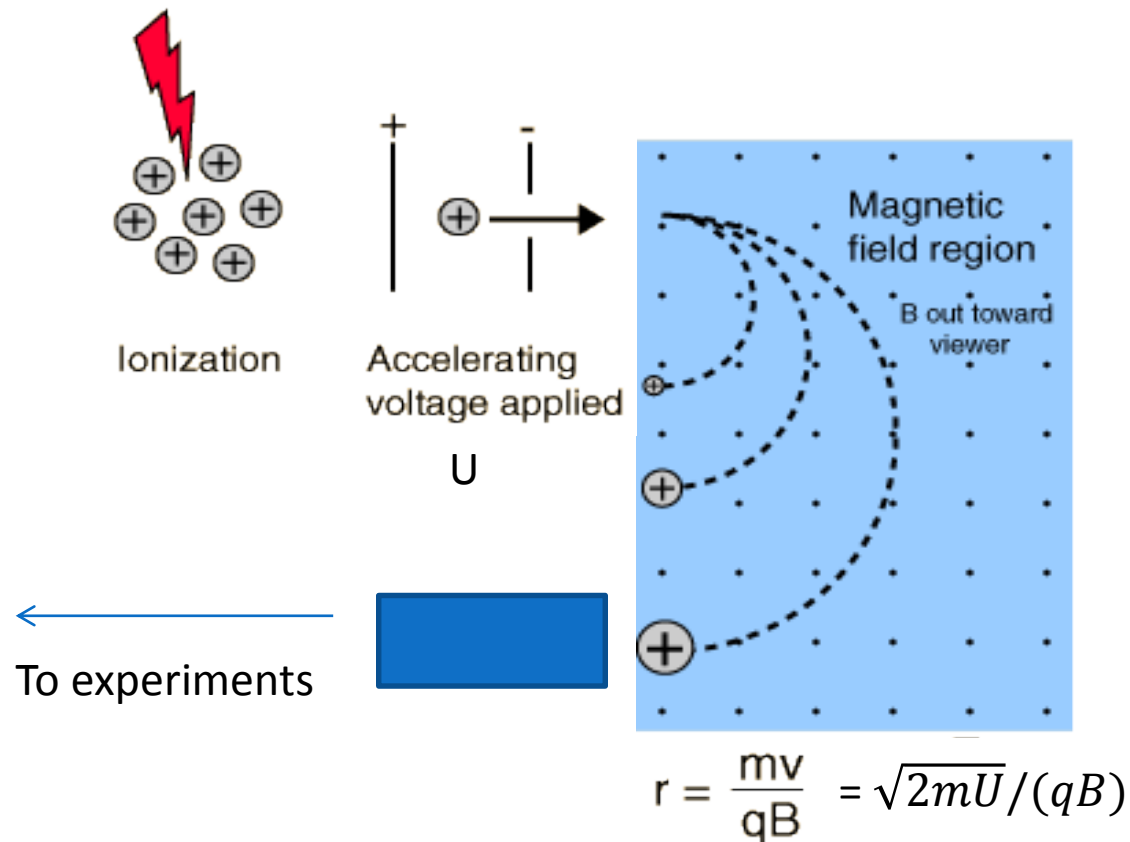 + -
+ + + + + + + +
Ionization
Accelerating
voltage applied
U
Magnetic
field region
B out toward
viewer
+
+
+
To experiments
r = mv/qB = √2mU/(qB)